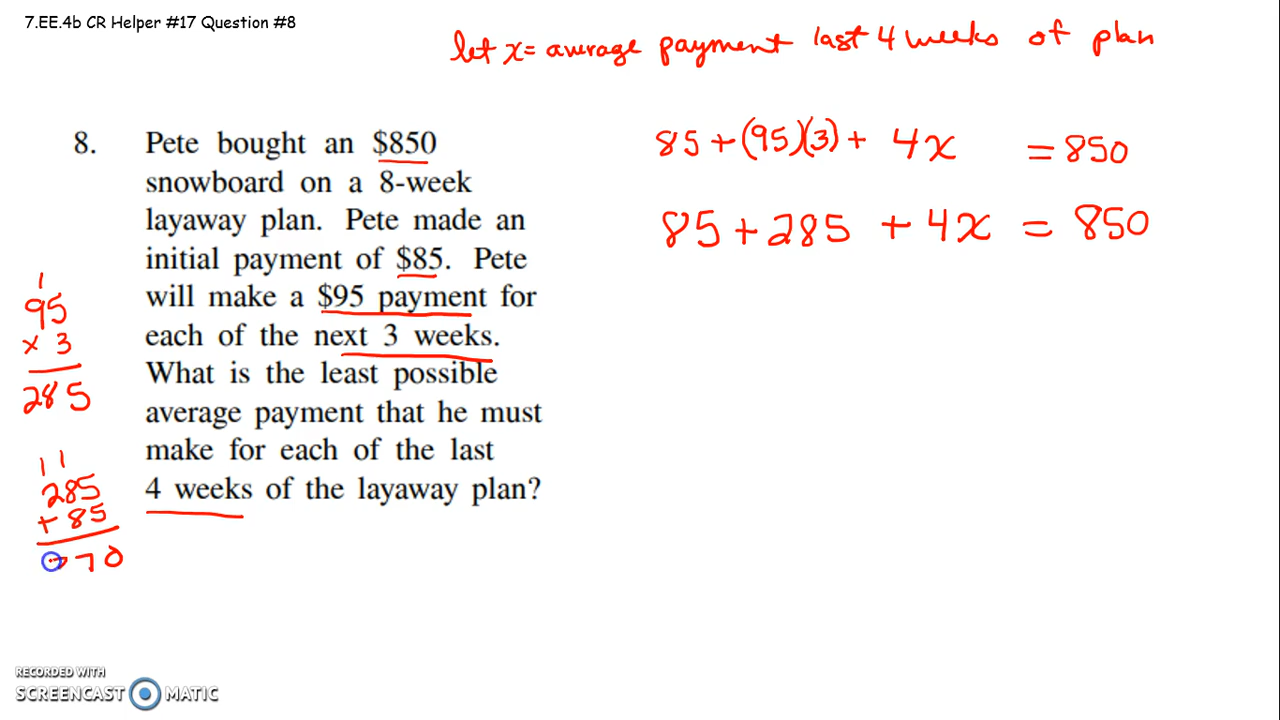 7.EE.4b CR Helper #17 Question #8
let x= average payment last 4 weeks of plan
8. Pete bought an $850
snowboard on a 8-week
layaway plan. Pete made an
initial payment of $85. Pete
will make a $95 payment for
each of the next 3 weeks.
What is the least possible
average payment that he must
make for each of the last
4 weeks of the layaway plan?
85 + (95)(3) + 4x = 850
85 + 285 + 4x = 850
1
95
x 3
285
1 1
285
+ 85
70
RECORDED WITH
SCREENCAST MATIC